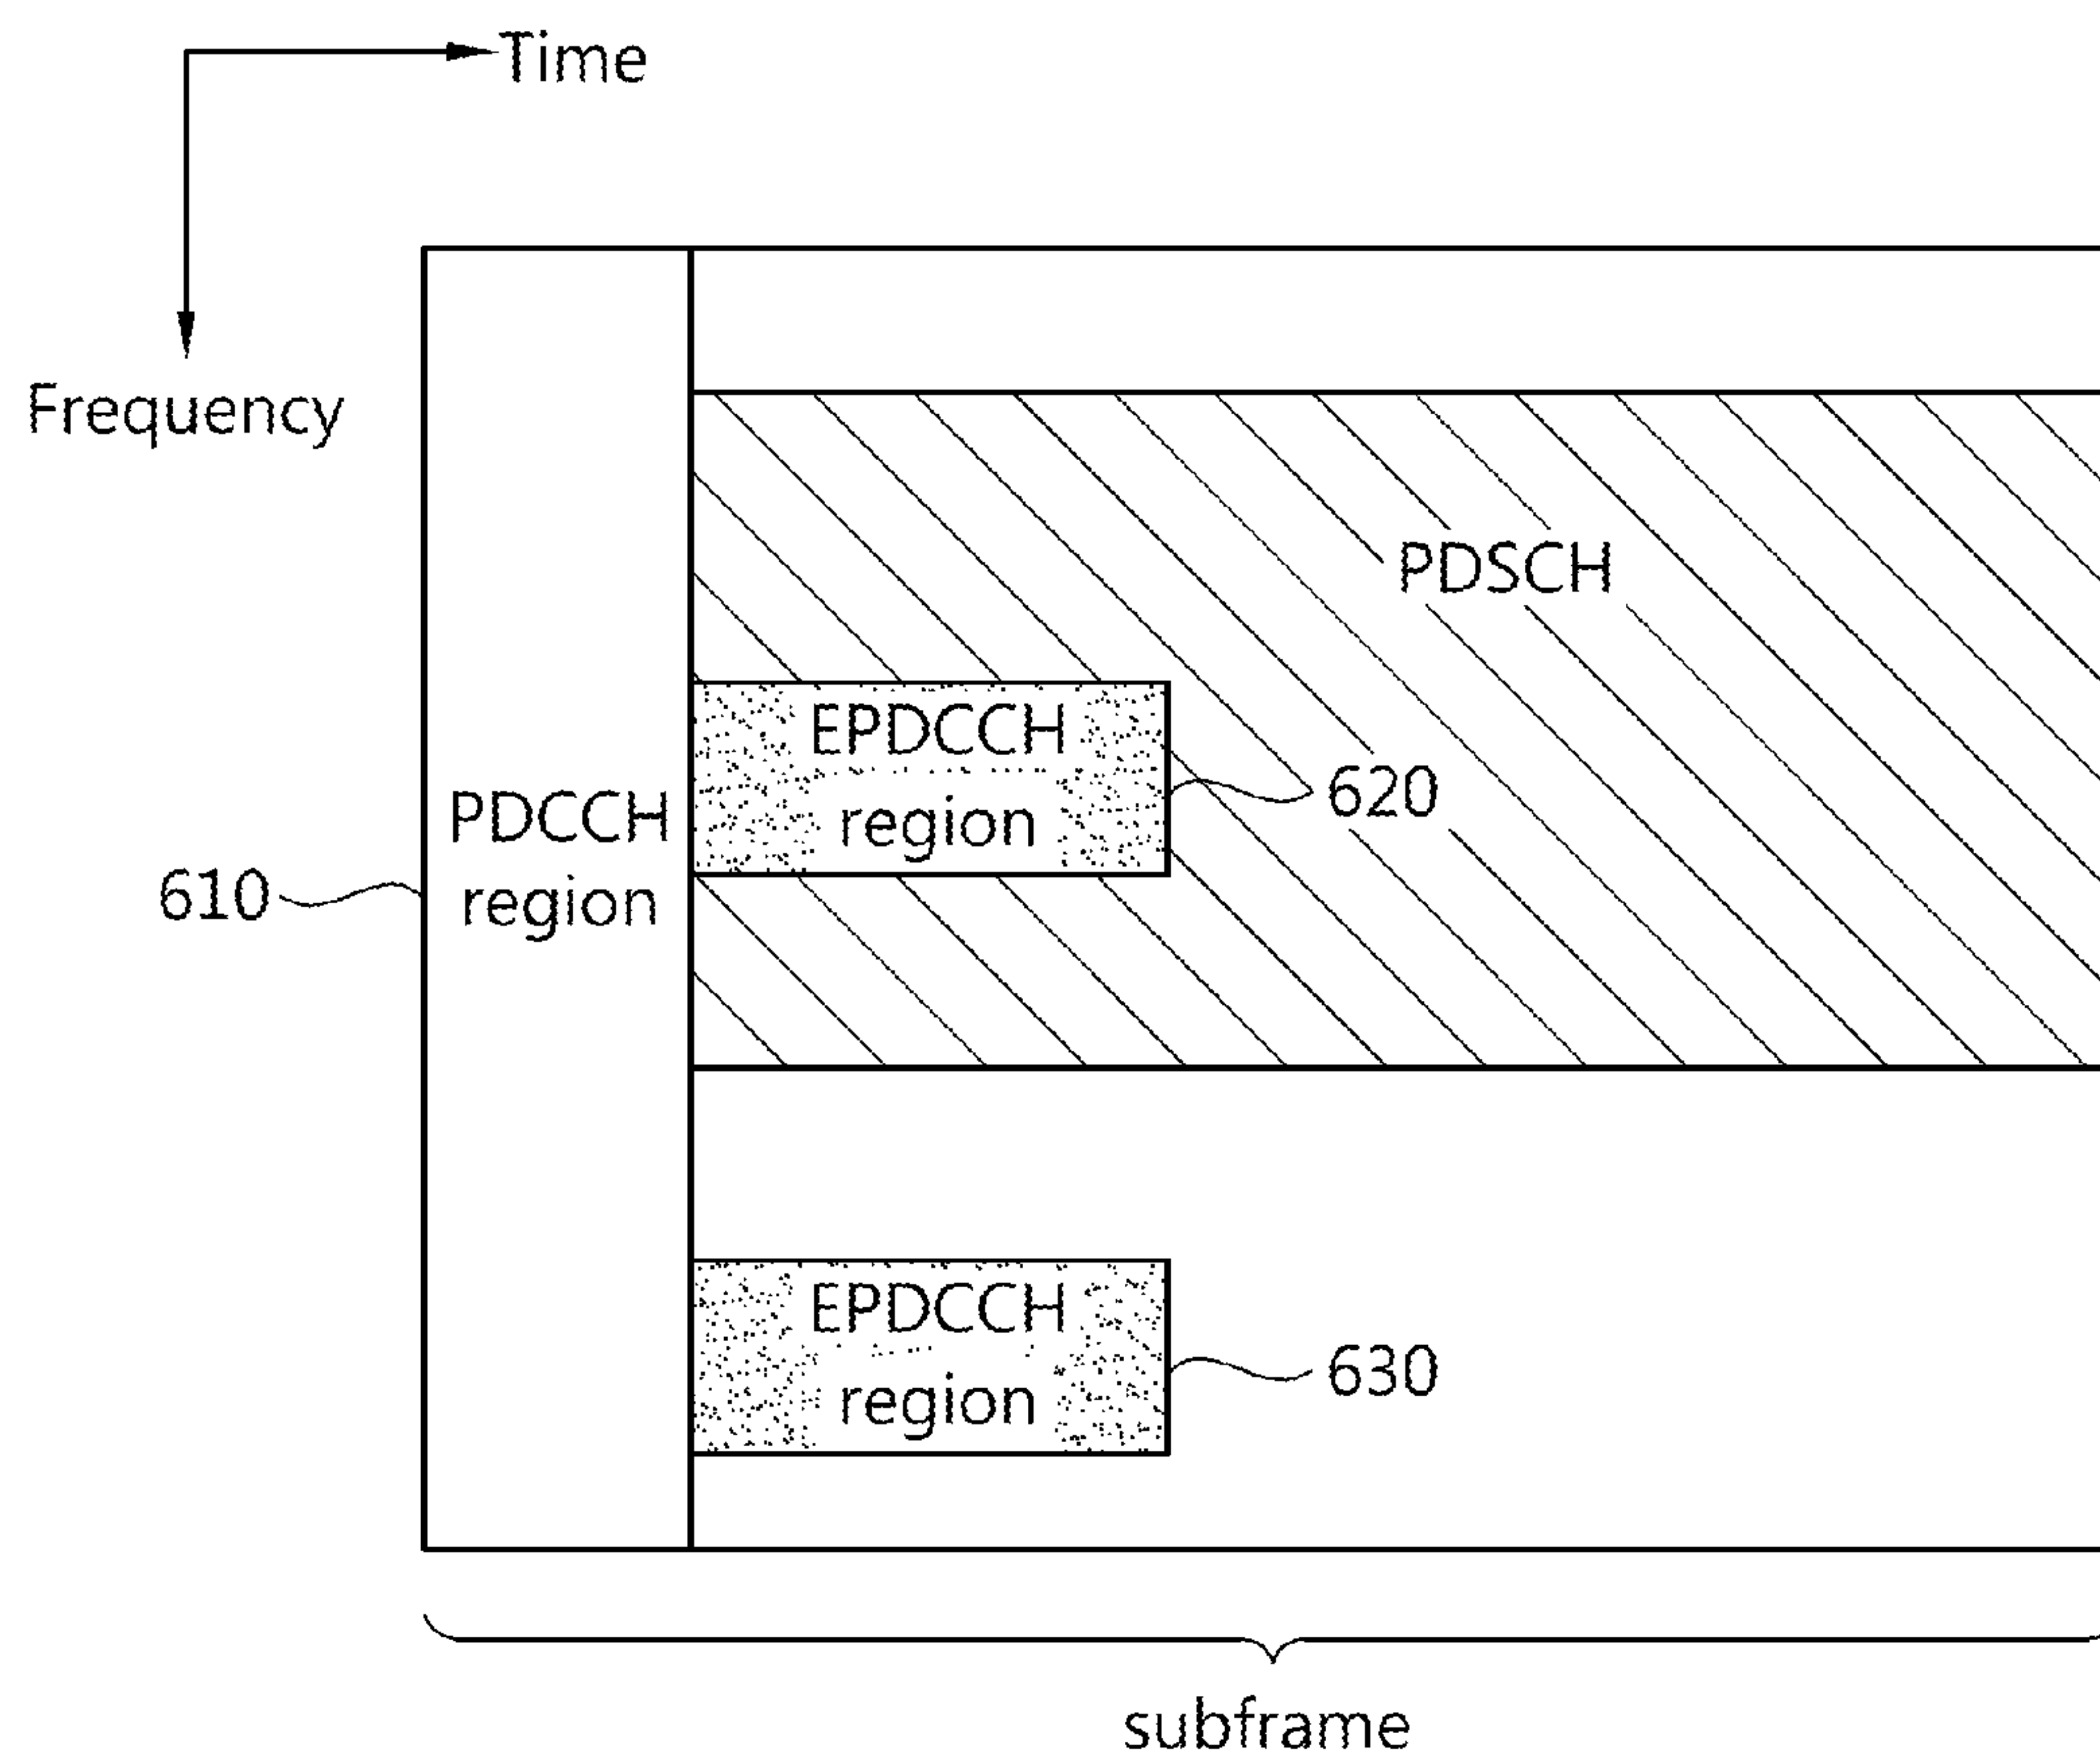 Time
Frequency
PDSCH
EPDCCH
region
620
PDCCH
region
610
EPDCCH
region
630
subframe